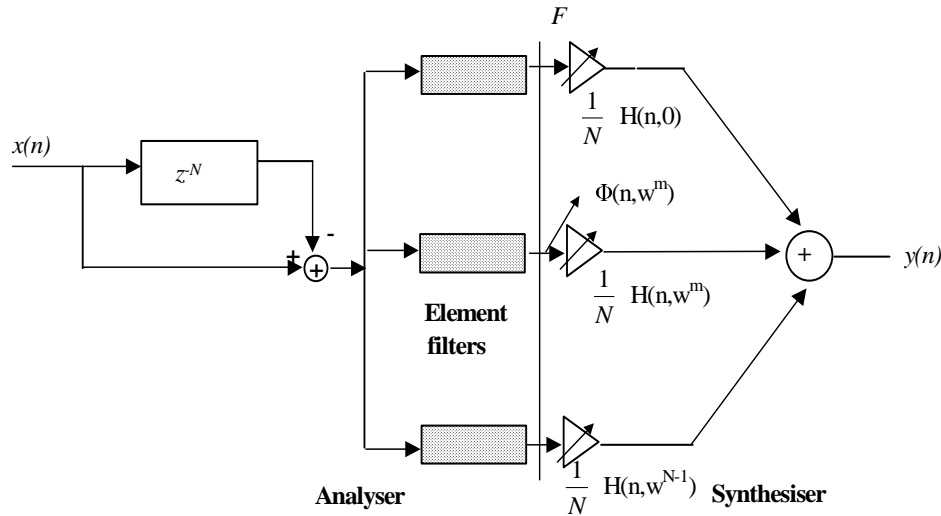 F
1/N H(n,0)
x(n)
z^-N
Φ(n,w^m)
-
+
+
+
y(n)
1/N H(n,w^m)
Element
filters
1/N H(n,w^N-1)
Analyser
Synthesiser